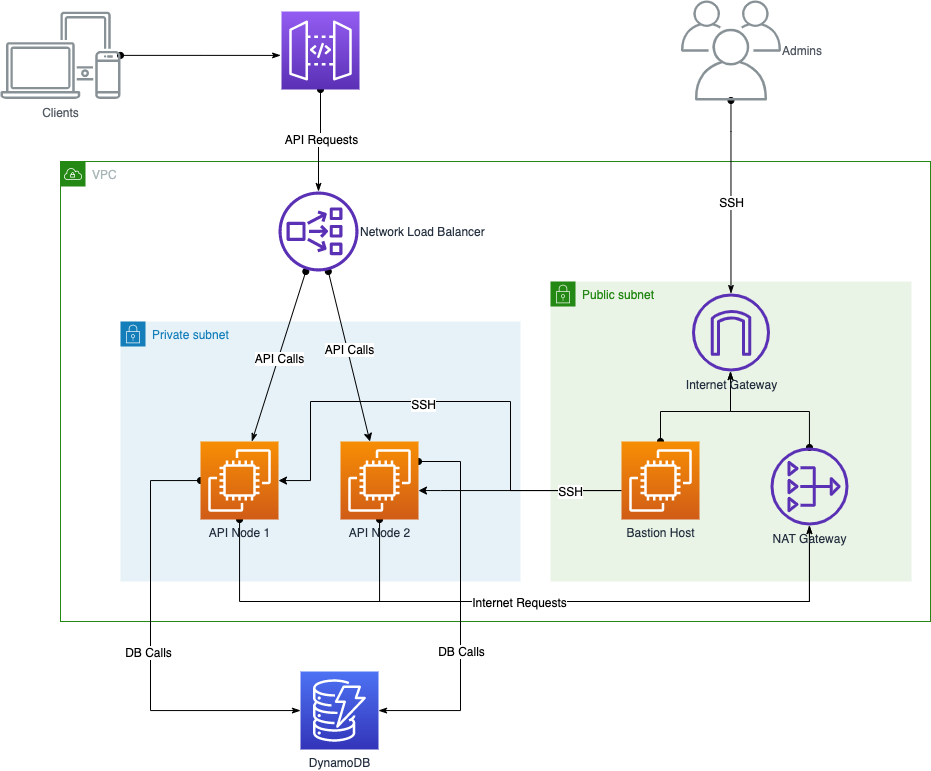 Admins
Clients
API Requests
VPC
SSH
Network Load Balancer
Public subnet
Private subnet
API Calls
API Calls
Internet Gateway
SSH
SSH
API Node 1
API Node 2
Bastion Host
NAT Gateway
Internet Requests
DB Calls
DB Calls
DynamoDB